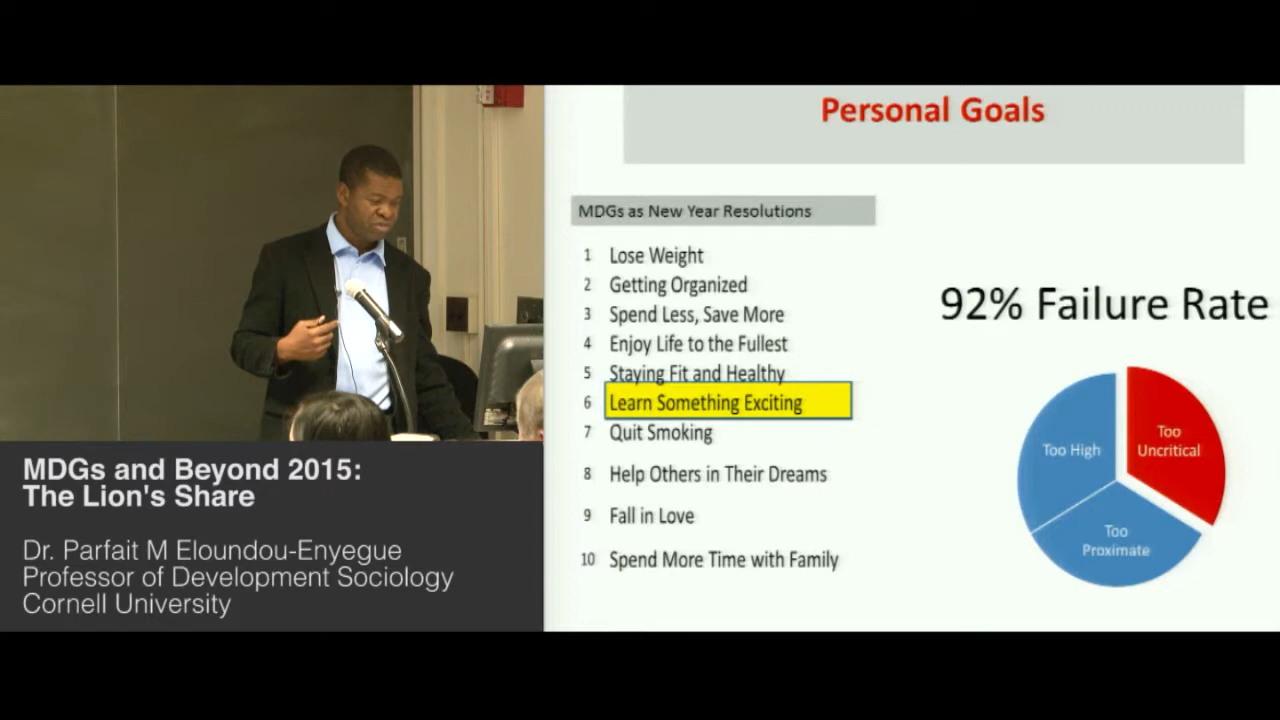 Personal Goals
MDGs as New Year Resolutions
1 Lose Weight
2 Getting Organized
3 Spend Less, Save More
4 Enjoy Life to the Fullest
5 Staying Fit and Healthy
6 Learn Something Exciting
7 Quit Smoking
8 Help Others in Their Dreams
9 Fall in Love
10 Spend More Time with Family
92% Failure Rate
Too High
Too
Uncritical
Too
Proximate
MDGs and Beyond 2015:
The Lion's Share
Dr. Parfait M Eloundou-Enyegue
Professor of Development Sociology
Cornell University